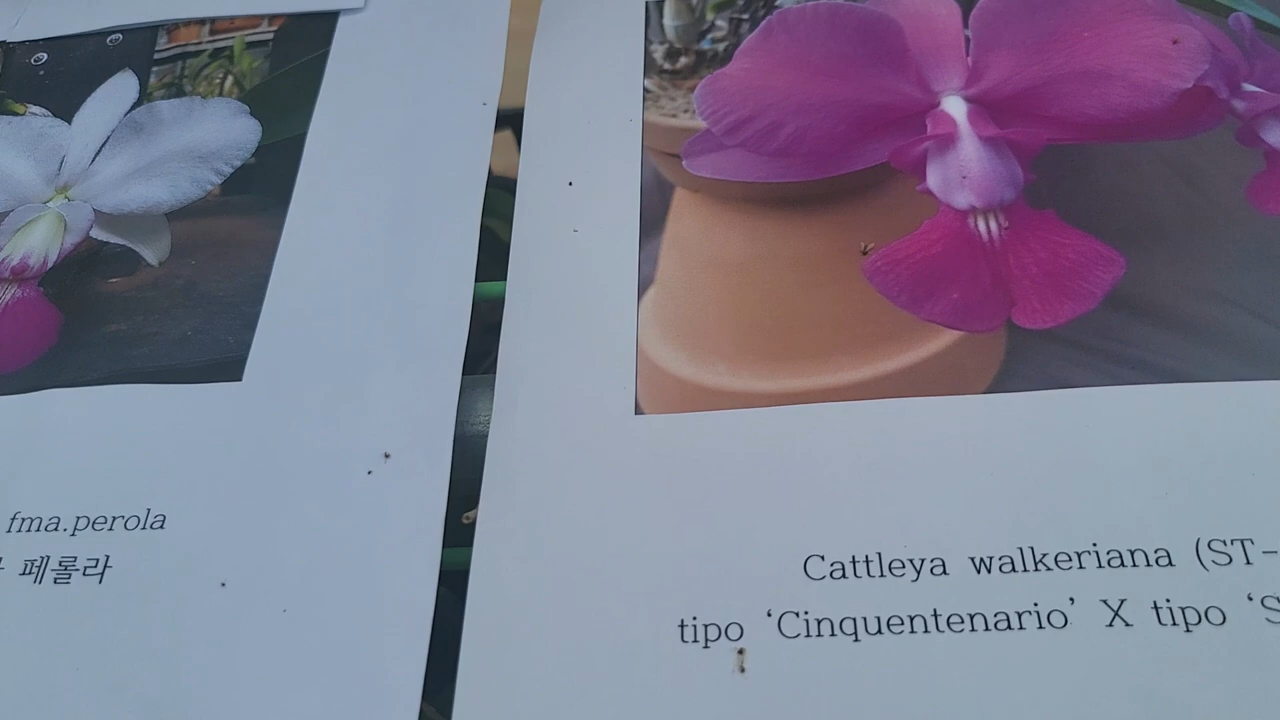 fma.perola
페롤라
Cattleya walkeriana (ST-
tipo ‘Cinquentenario’ X tipo ‘S